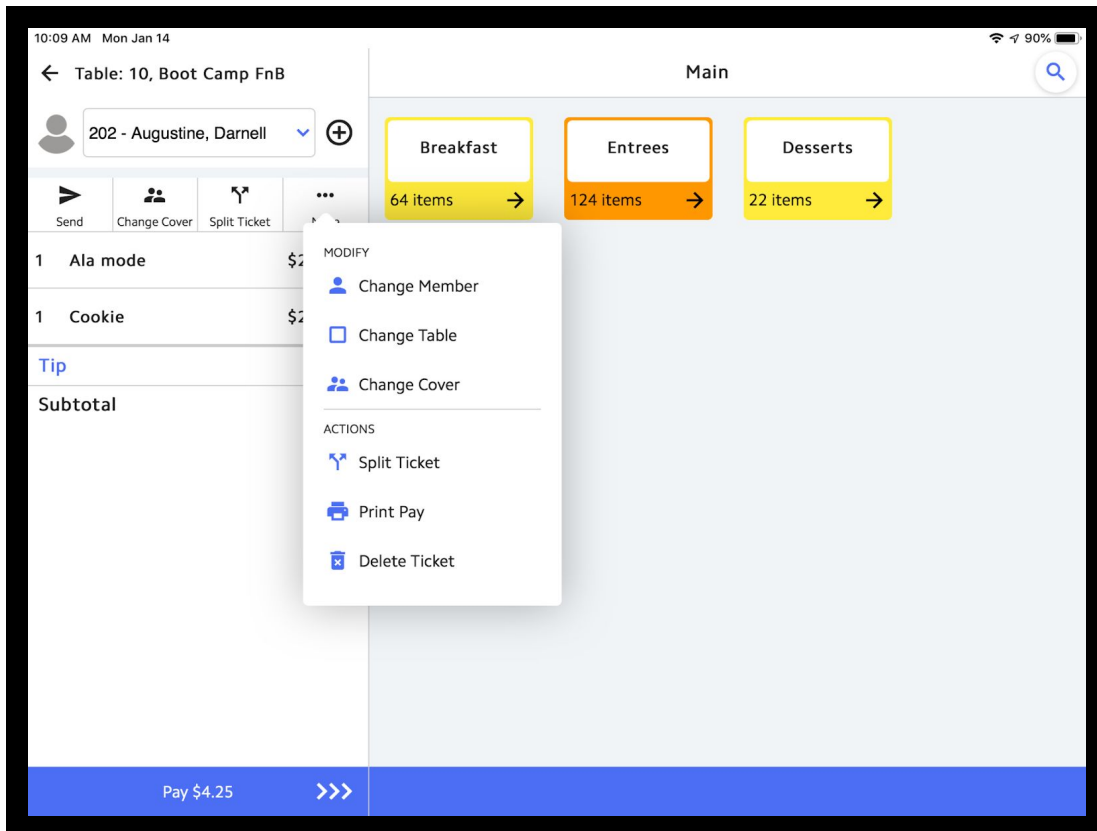 10:09 AM Mon Jan 14
90%
Table: 10, Boot Camp FnB
Main
202 - Augustine, Darnell
Breakfast
Entrees
Desserts
64 items
124 items
22 items
Send
Change Cover
Split Ticket
1 Ala mode
1 Cookie
Tip
Subtotal
MODIFY
Change Member
Change Table
Change Cover
ACTIONS
Split Ticket
Print Pay
Delete Ticket
Pay $4.25